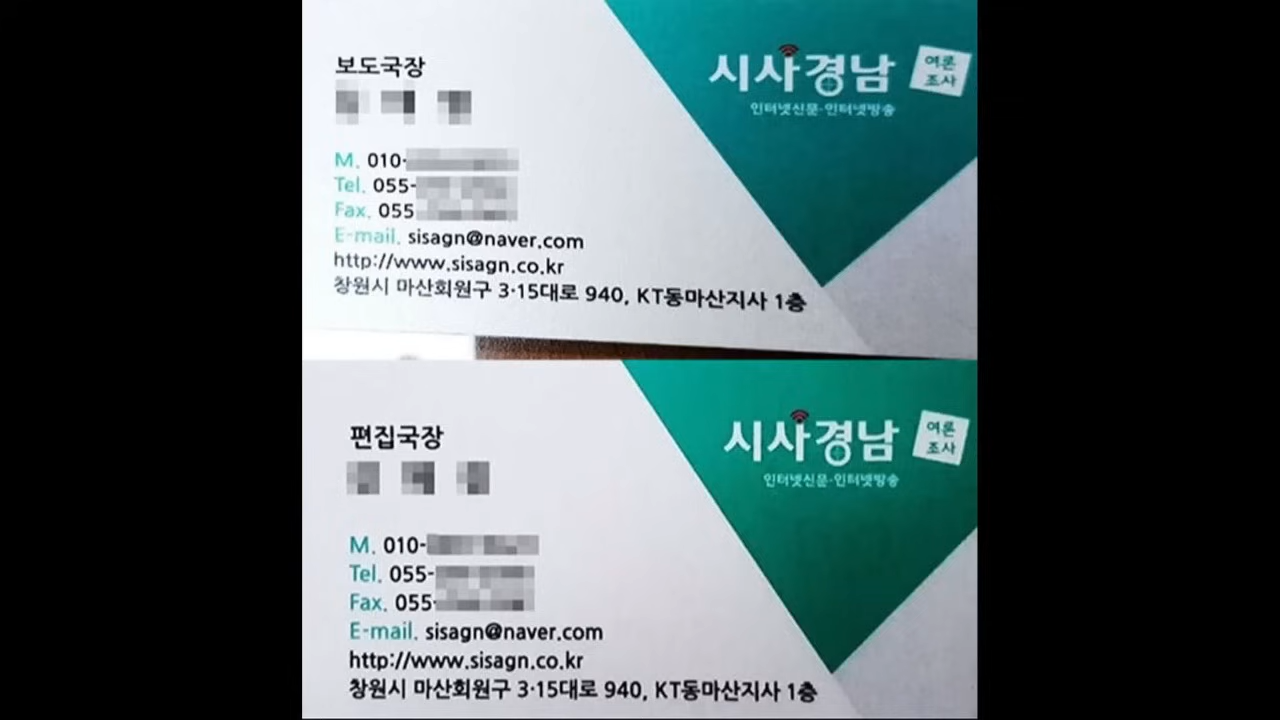 보도국장
M. 010-
Tel. 055-
Fax. 055
E-mail. sisagn@naver.com
http://www.sisagn.co.kr
창원시 마산회원구 3·15대로 940, KT동마산지사 1층
시사경남
여론
조사
인터넷신문·인터넷방송
편집국장
M. 010-
Tel. 055-
Fax. 055-
E-mail. sisagn@naver.com
http://www.sisagn.co.kr
창원시 마산회원구 3·15대로 940, KT동마산지사 1층
시사경남
여론
조사
인터넷신문·인터넷방송